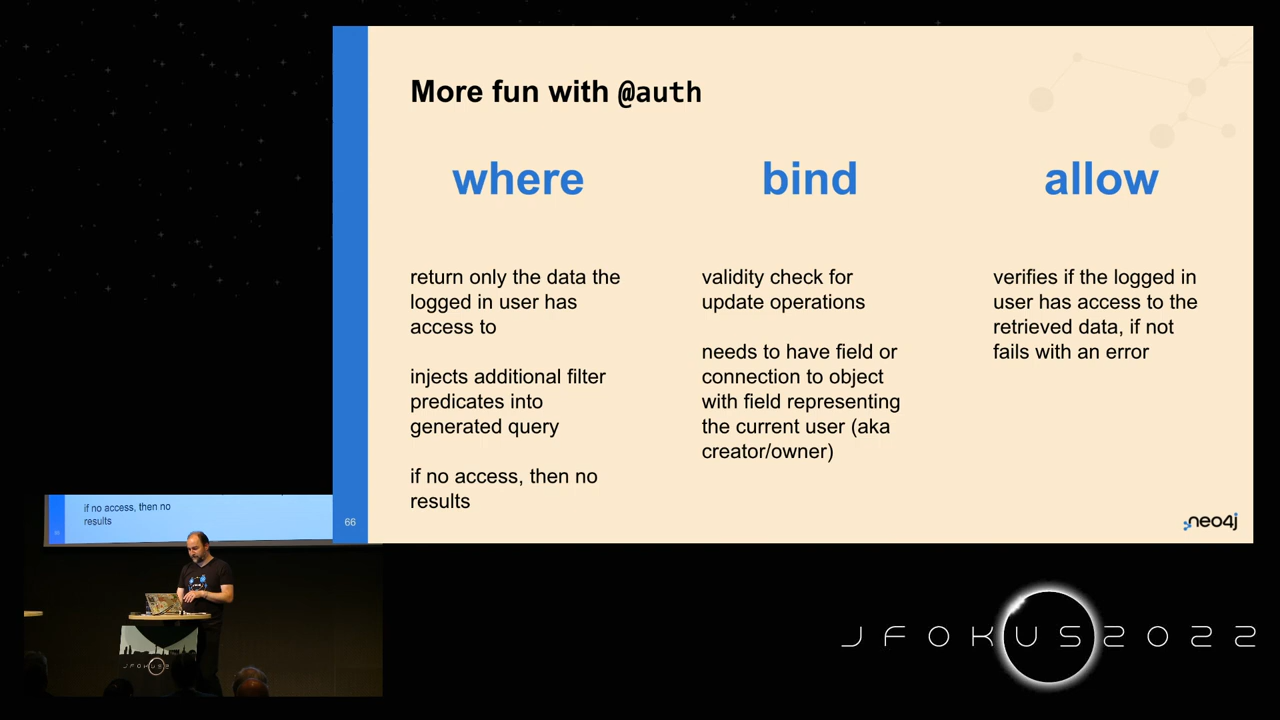 More fun with @auth
where
return only the data the
logged in user has
access to
injects additional filter
predicates into
generated query
if no access, then no
results
bind
validity check for
update operations
needs to have field or
connection to object
with field representing
the current user (aka
creator/owner)
allow
verifies if the logged in
user has access to the
retrieved data, if not
fails with an error
66
neo4j
if no access, then no
results
JFOKUS2022